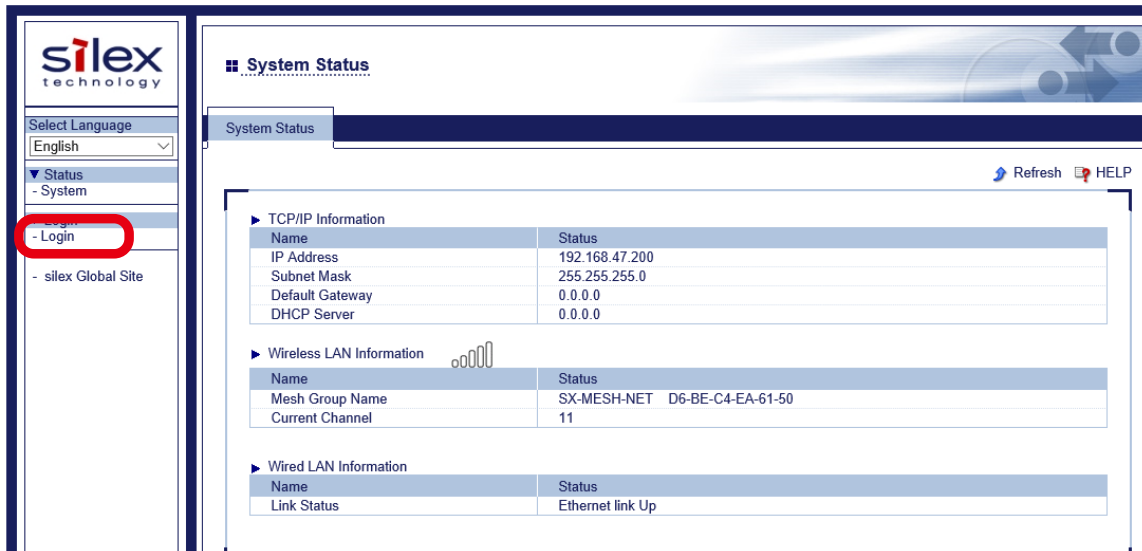 silex
technology
Select Language
English
Status
- System
Login
- Login
- silex Global Site
System Status
System Status
Refresh HELP
TCP/IP Information
Name Status
IP Address 192.168.47.200
Subnet Mask 255.255.255.0
Default Gateway 0.0.0.0
DHCP Server 0.0.0.0
Wireless LAN Information
Name Status
Mesh Group Name SX-MESH-NET D6-BE-C4-EA-61-50
Current Channel 11
Wired LAN Information
Name Status
Link Status Ethernet link Up